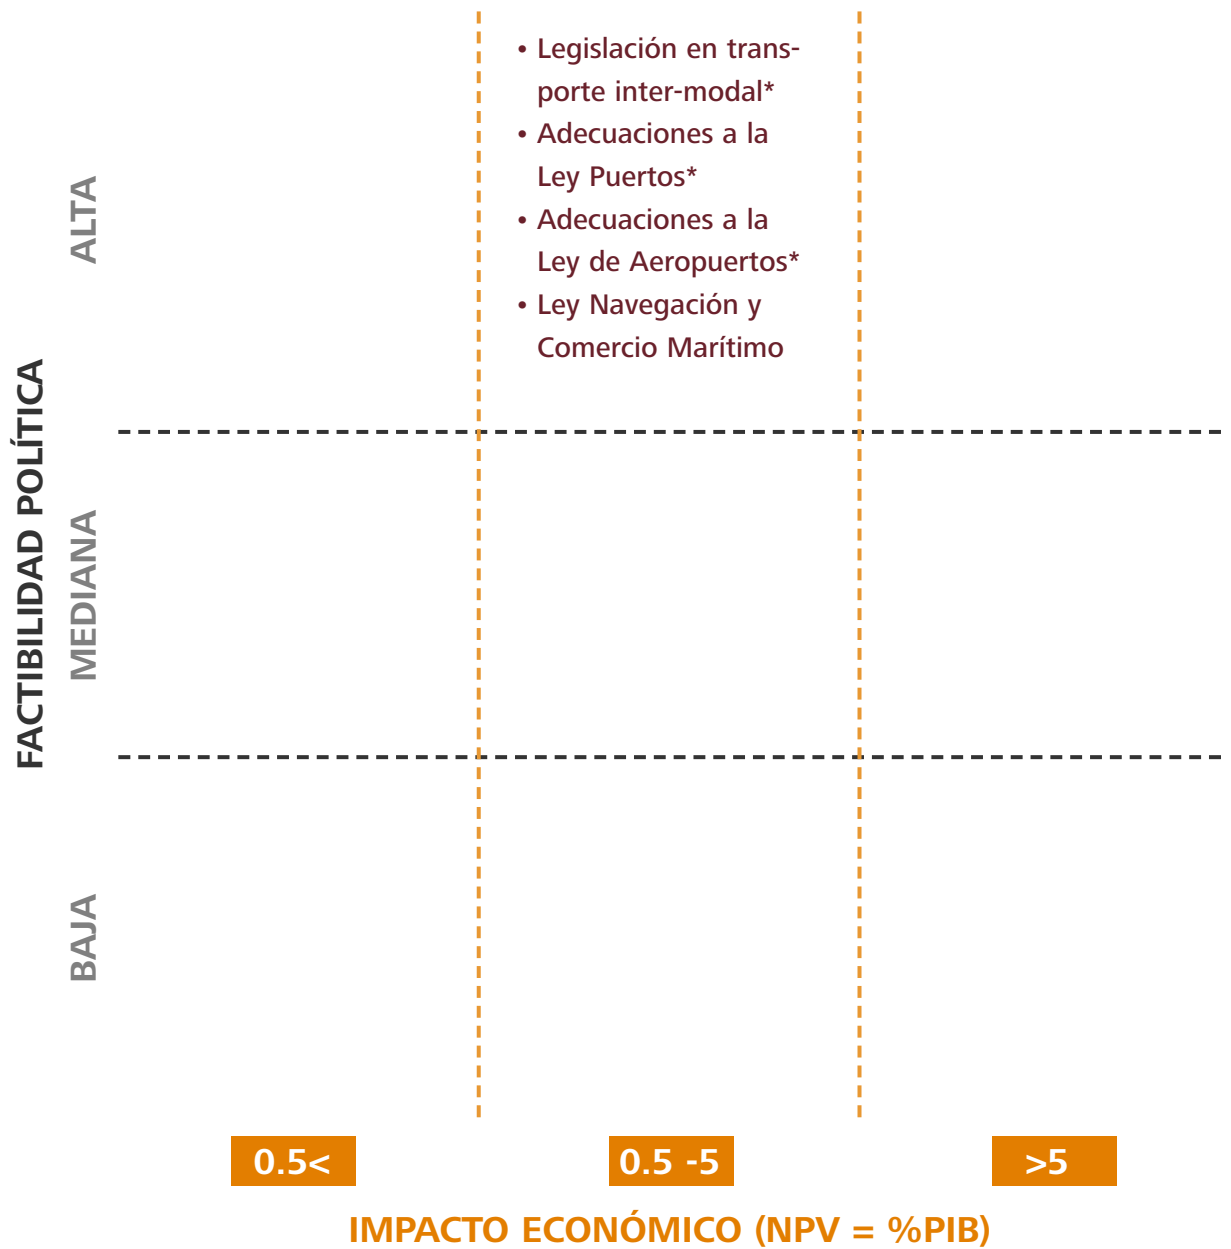 • Legislación en trans-
porte inter-modal*
• Adecuaciones a la
Ley Puertos*
• Adecuaciones a la
Ley de Aeropuertos*
• Ley Navegación y
Comercio Marítimo
FACTIBILIDAD POLÍTICA
ALTA
MEDIANA
BAJA
0.5<
0.5 -5
>5
IMPACTO ECONÓMICO (NPV = %PIB)